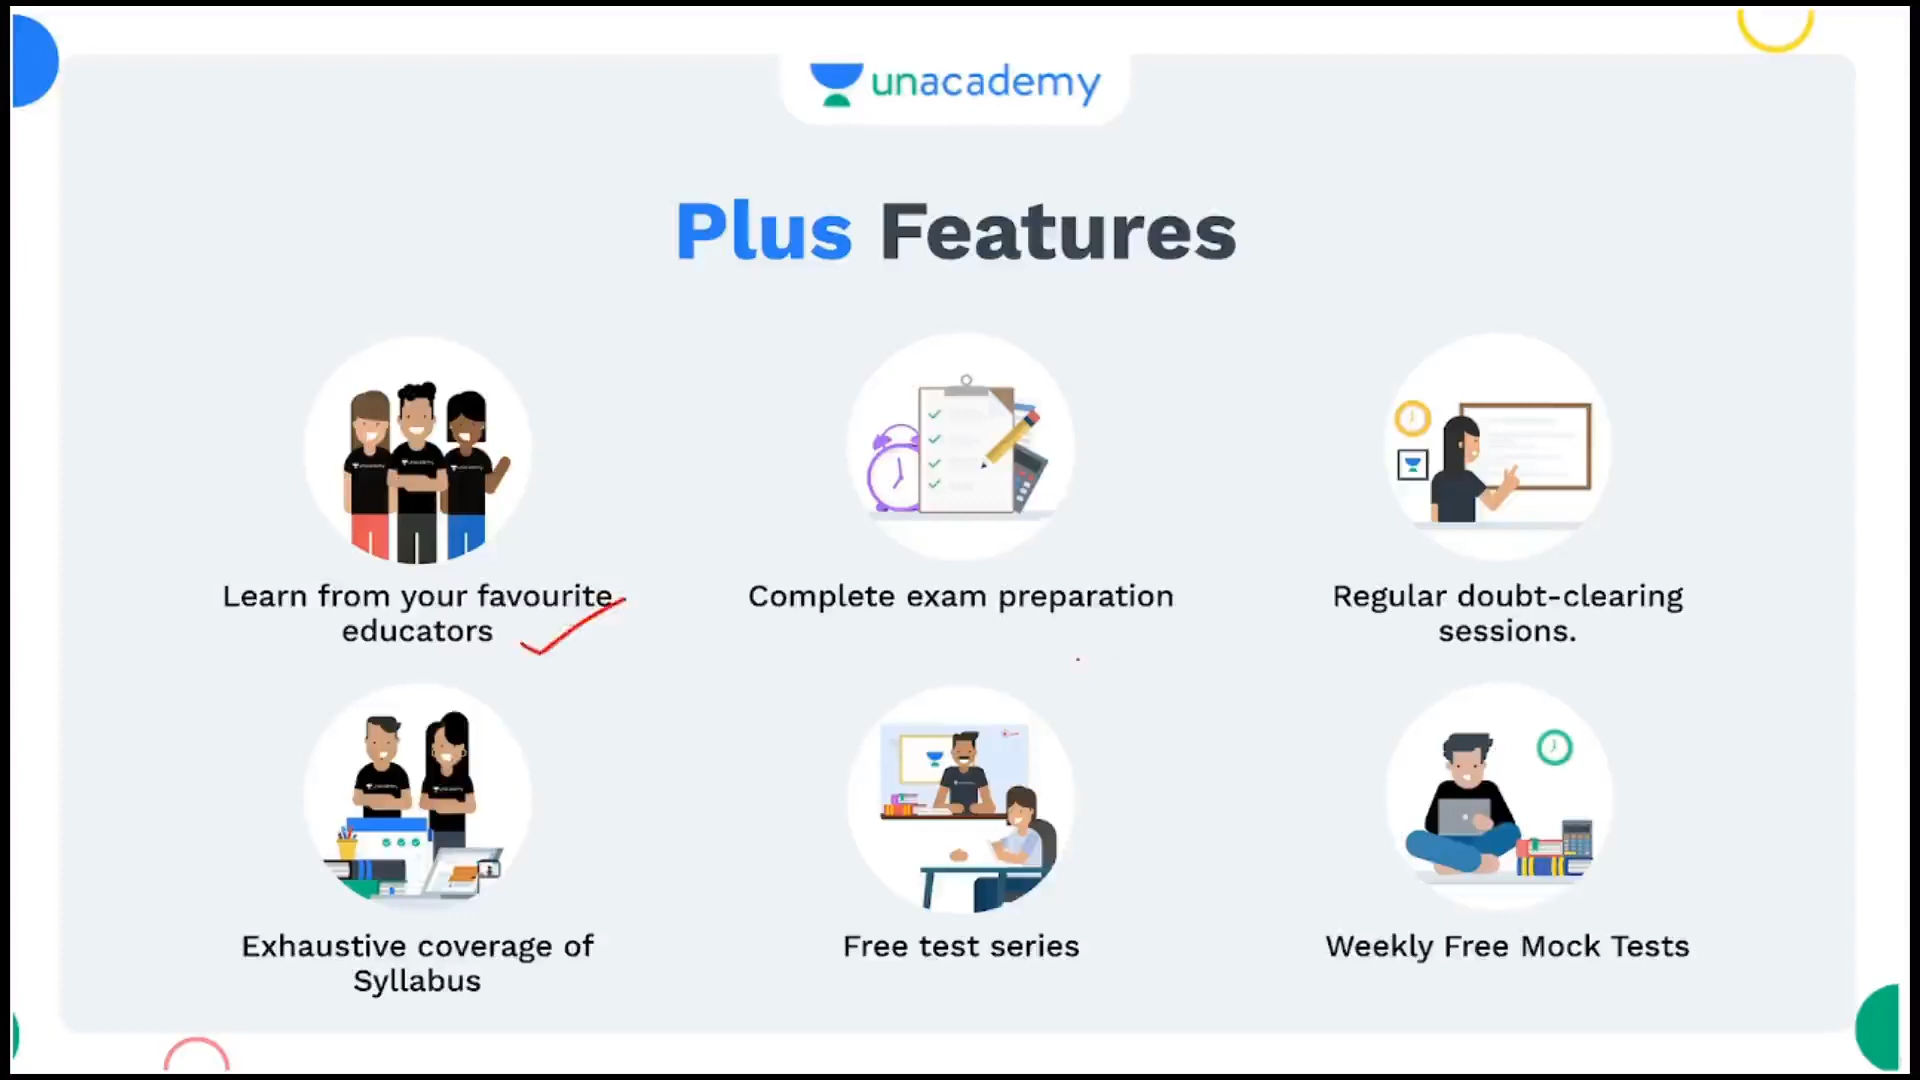 unacademy
Plus Features
Learn from your favourite
educators
Complete exam preparation
Regular doubt-clearing
sessions.
Exhaustive coverage of
Syllabus
Free test series
Weekly Free Mock Tests